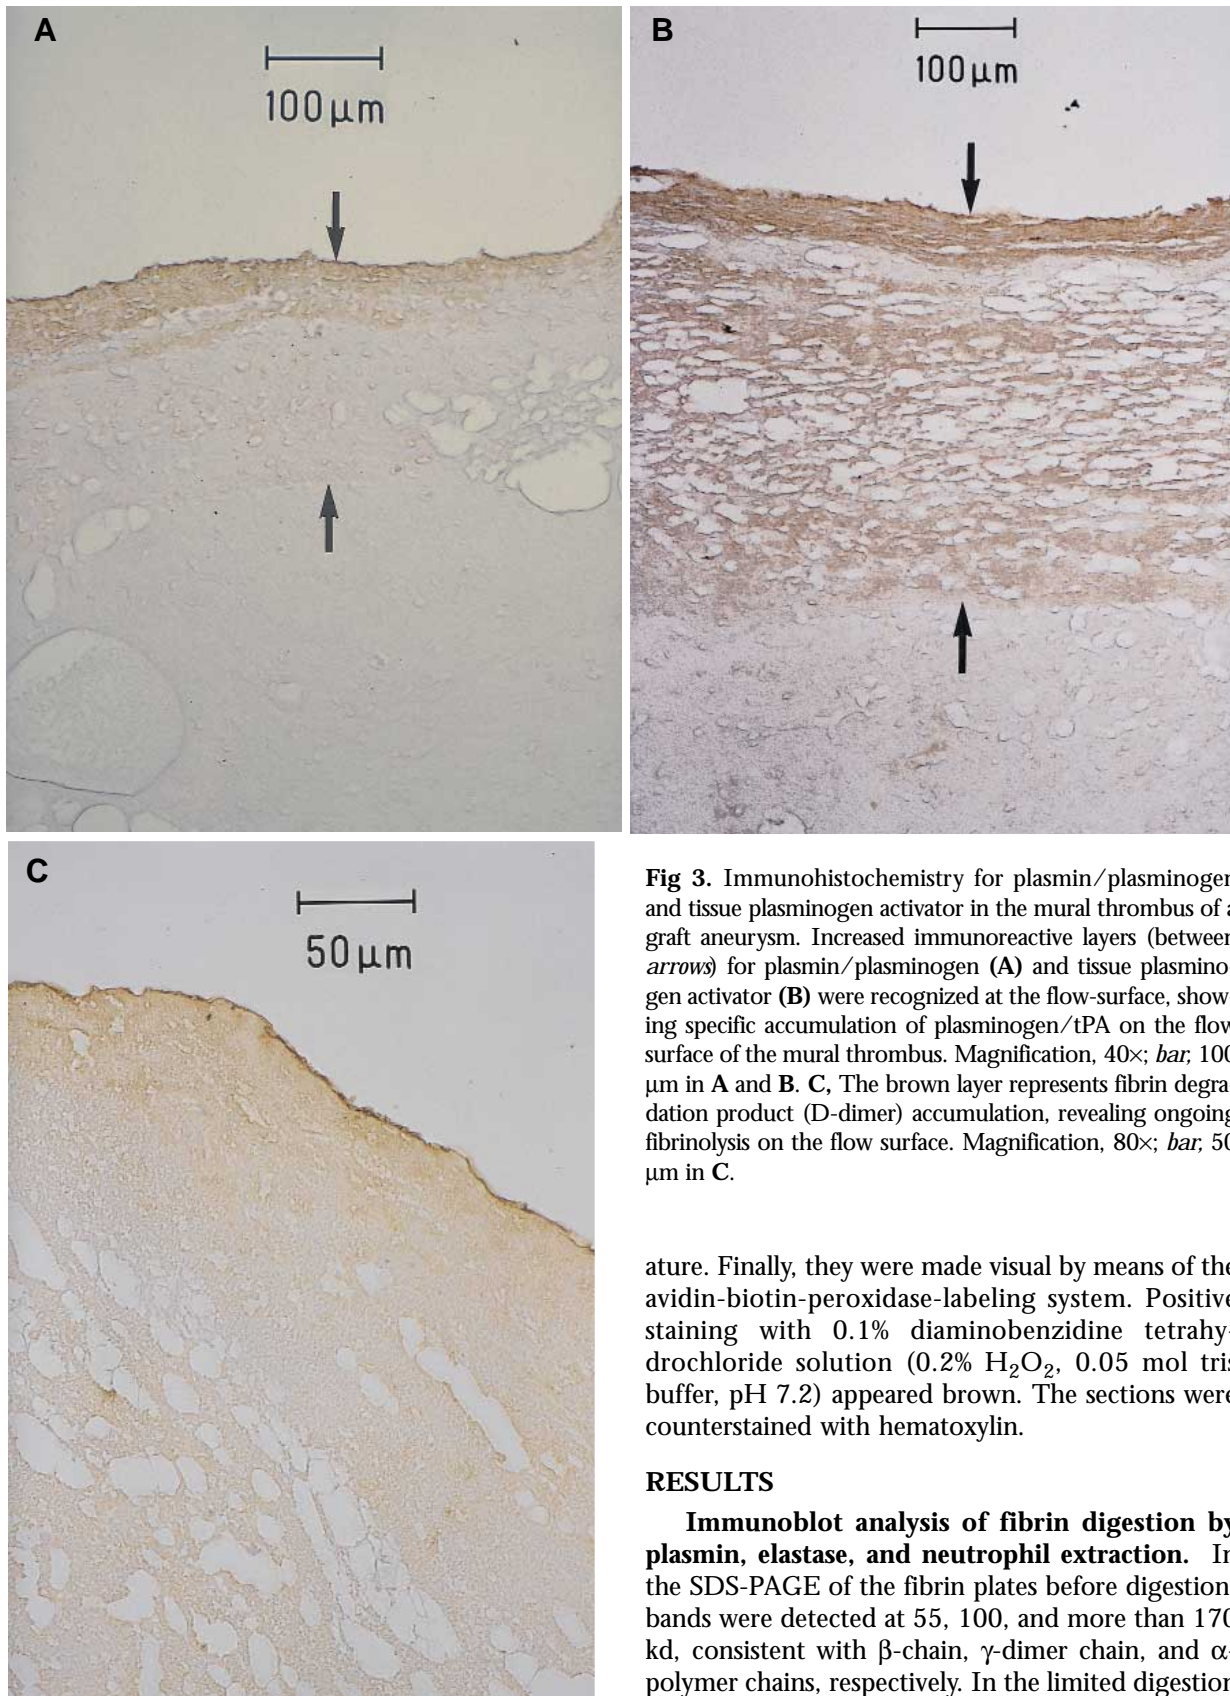 A
100 μm
B
100 μm
C
50 μm
Fig 3. Immunohistochemistry for plasmin/plasminogen
and tissue plasminogen activator in the mural thrombus of a
graft aneurysm. Increased immunoreactive layers (between
arrows) for plasmin/plasminogen (A) and tissue plasmino
gen activator (B) were recognized at the flow-surface, show
ing specific accumulation of plasminogen/tPA on the flow
surface of the mural thrombus. Magnification, 40×; bar, 100
μm in A and B. C, The brown layer represents fibrin degra
dation product (D-dimer) accumulation, revealing ongoing
fibrinolysis on the flow surface. Magnification, 80×; bar, 50
μm in C.
ature. Finally, they were made visual by means of the
avidin-biotin-peroxidase-labeling system. Positive
staining with 0.1% diaminobenzidine tetrahy-
drochloride solution (0.2% H₂O₂, 0.05 mol tris
buffer, pH 7.2) appeared brown. The sections were
counterstained with hematoxylin.
RESULTS
Immunoblot analysis of fibrin digestion by
plasmin, elastase, and neutrophil extraction. In
the SDS-PAGE of the fibrin plates before digestion
bands were detected at 55, 100, and more than 170
kd, consistent with β-chain, γ-dimer chain, and α-
polymer chains, respectively. In the limited digestion